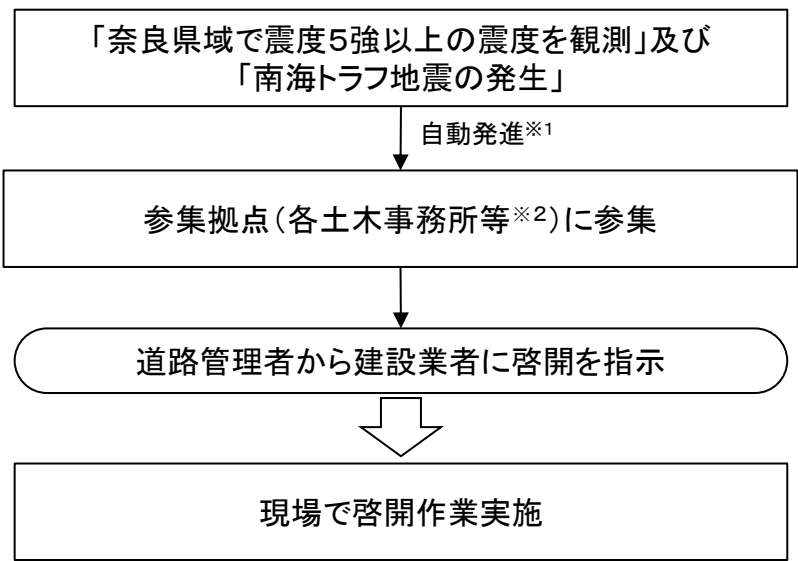 「奈良県域で震度5強以上の震度を観測」及び
「南海トラフ地震の発生」
自動発進※1
参集拠点（各土木事務所等※2）に参集
道路管理者から建設業者に啓開を指示
現場で啓開作業実施